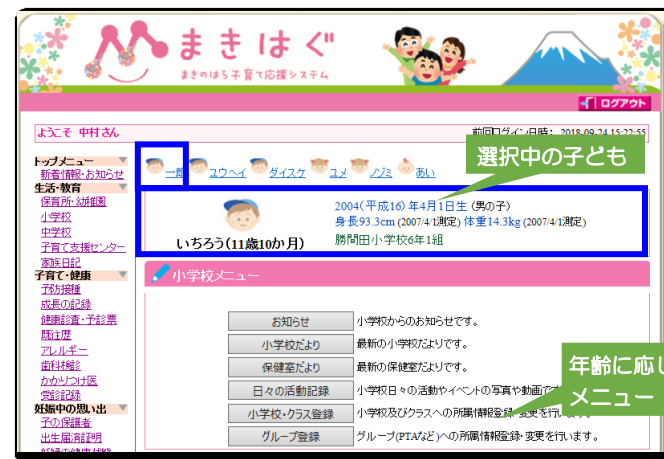 まきはぐ
まきのはら子育て応援システム
ログアウト
ようこそ 中村さん
前回ログイン日時: 2018-09-24 15:22:55
選択中の子ども
トップメニュー
新着情報・お知らせ
生活・教育
保育所・幼稚園
小学校
中学校
子育て支援センター
家族日記
子育て・健康
予防接種
成長の記録
健康診査・予診票
既往歴
アレルギー
歯科検診
かかりつけ医
受診記録
妊娠中の思い出
子の保護者
出生届済証明
一郎 ユウヘイ ダイスケ ユメ ノゾミ あい
2004(平成16)年4月1日生 (男の子)
身長93.3cm (2007/4/1測定) 体重14.3kg (2007/4/1測定)
勝間田小学校6年1組
いちろう(11歳10か月)
小学校メニュー
お知らせ 小学校からのお知らせです。
小学校だより 最新の小学校だよりです。
保健室だより 最新の保健室だよりです。
日々の活動記録 小学校日々の活動やイベントの写真や動画で
小学校・クラス登録 小学校及びクラスへの所属情報登録・変更を行い
グループ登録 グループ(PTAなど)への所属情報登録・変更を行います。
年齢に応じ
メニュー